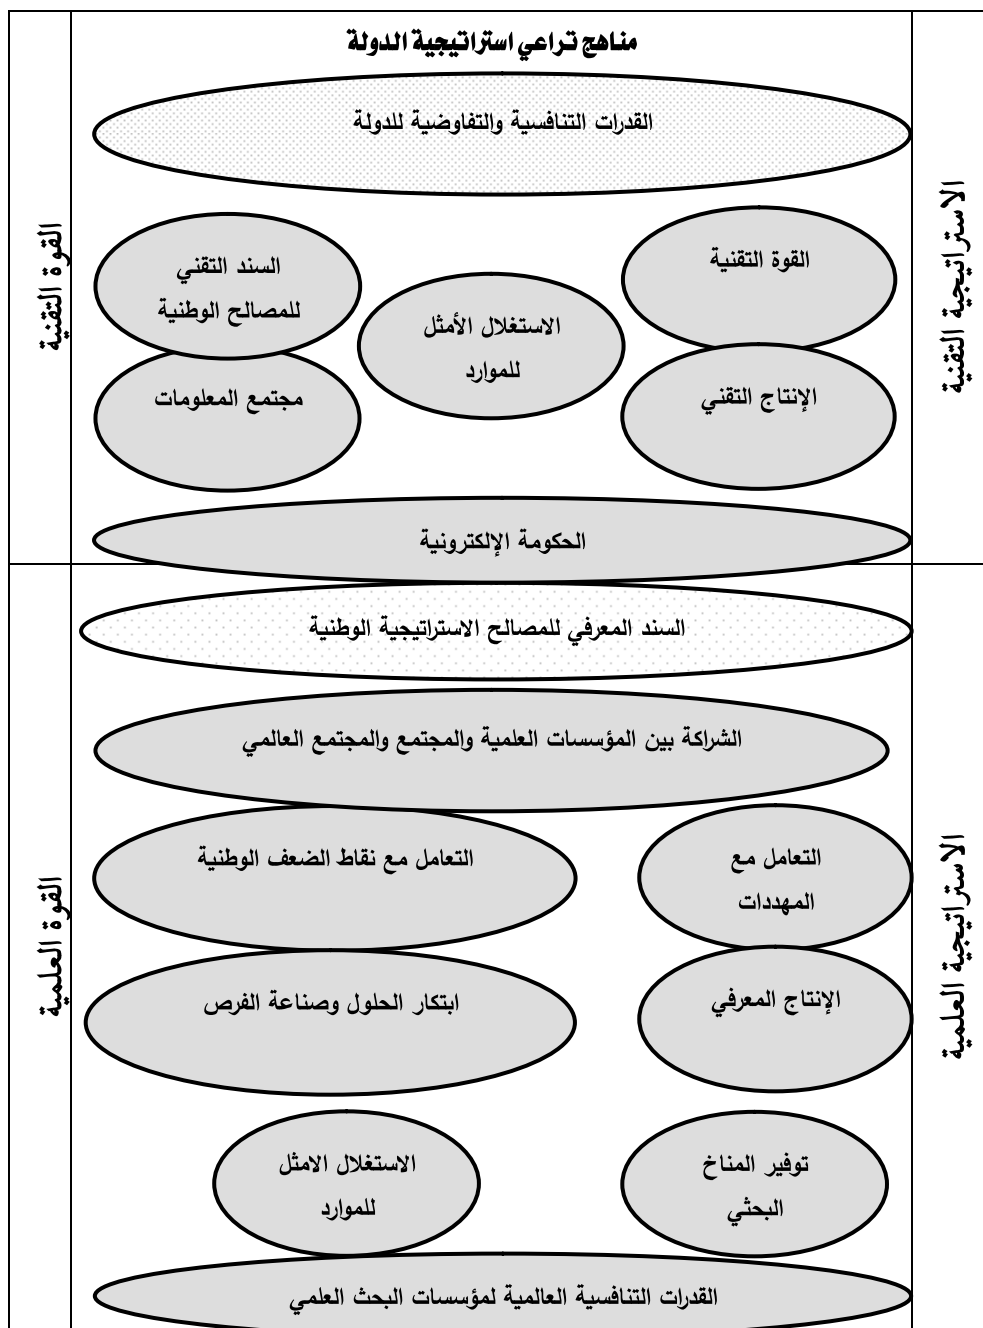 مناهج تراعي استراتيجية الدولة
القدرات التنافسية والتفاوضية للدولة
الاستراتيجية التقنية
القوة التقنية
القوة التقنية
السند التقني
للمصالح الوطنية
الاستغلال الأمثل
للموارد
الإنتاج التقني
مجتمع المعلومات
الحكومة الإلكترونية
السند المعرفي للمصالح الاستراتيجية الوطنية
الشراكة بين المؤسسات العلمية والمجتمع والمجتمع العالمي
الاستراتيجية العلمية
القوة العلمية
التعامل مع
المهددات
التعامل مع نقاط الضعف الوطنية
الإنتاج المعرفي
ابتكار الحلول وصناعة الفرص
توفير المناخ
البحثي
الاستغلال الامثل
للموارد
القدرات التنافسية العالمية لمؤسسات البحث العلمي